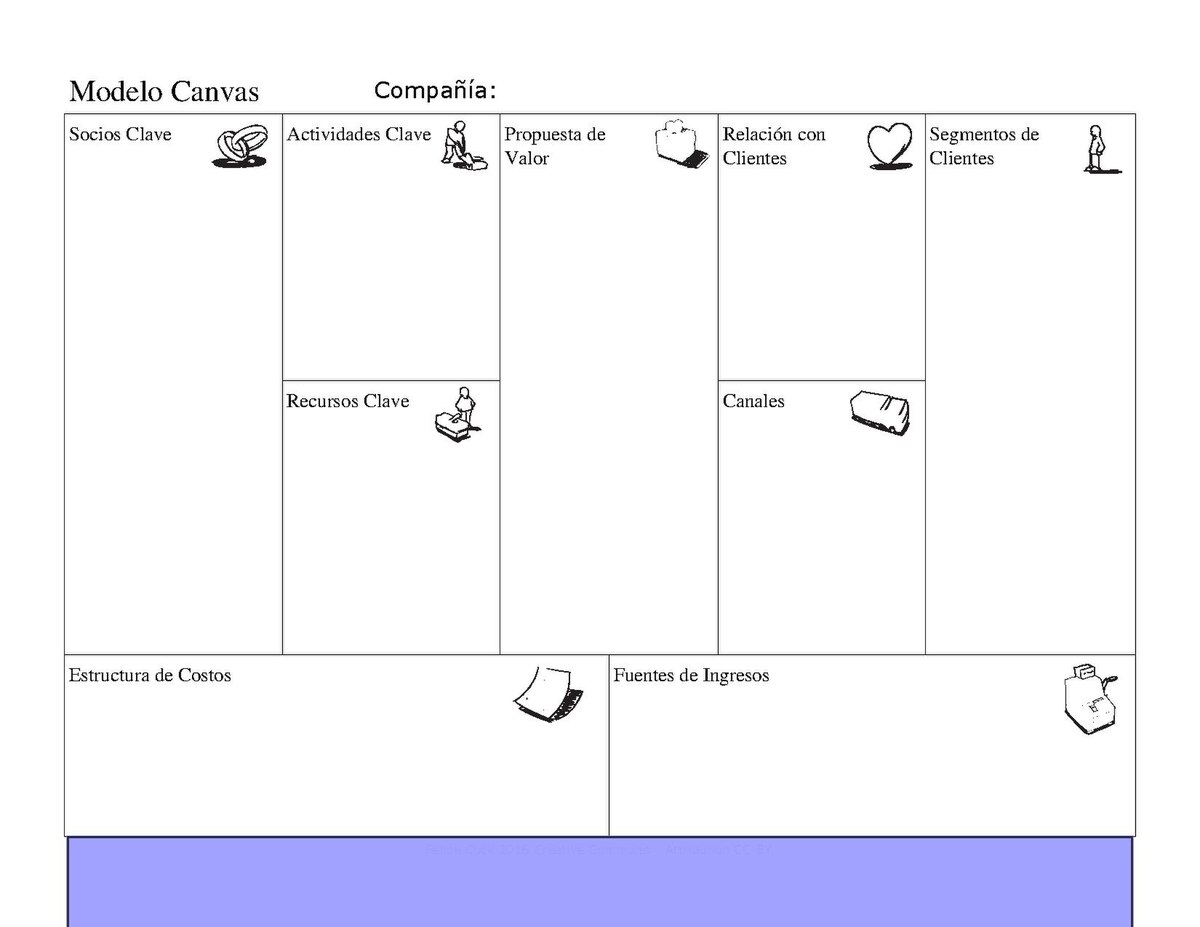 Modelo Canvas
Compañía:
Socios Clave
Actividades Clave
Propuesta de
Valor
Relación con
Clientes
Segmentos de
Clientes
Recursos Clave
Canales
Estructura de Costos
Fuentes de Ingresos